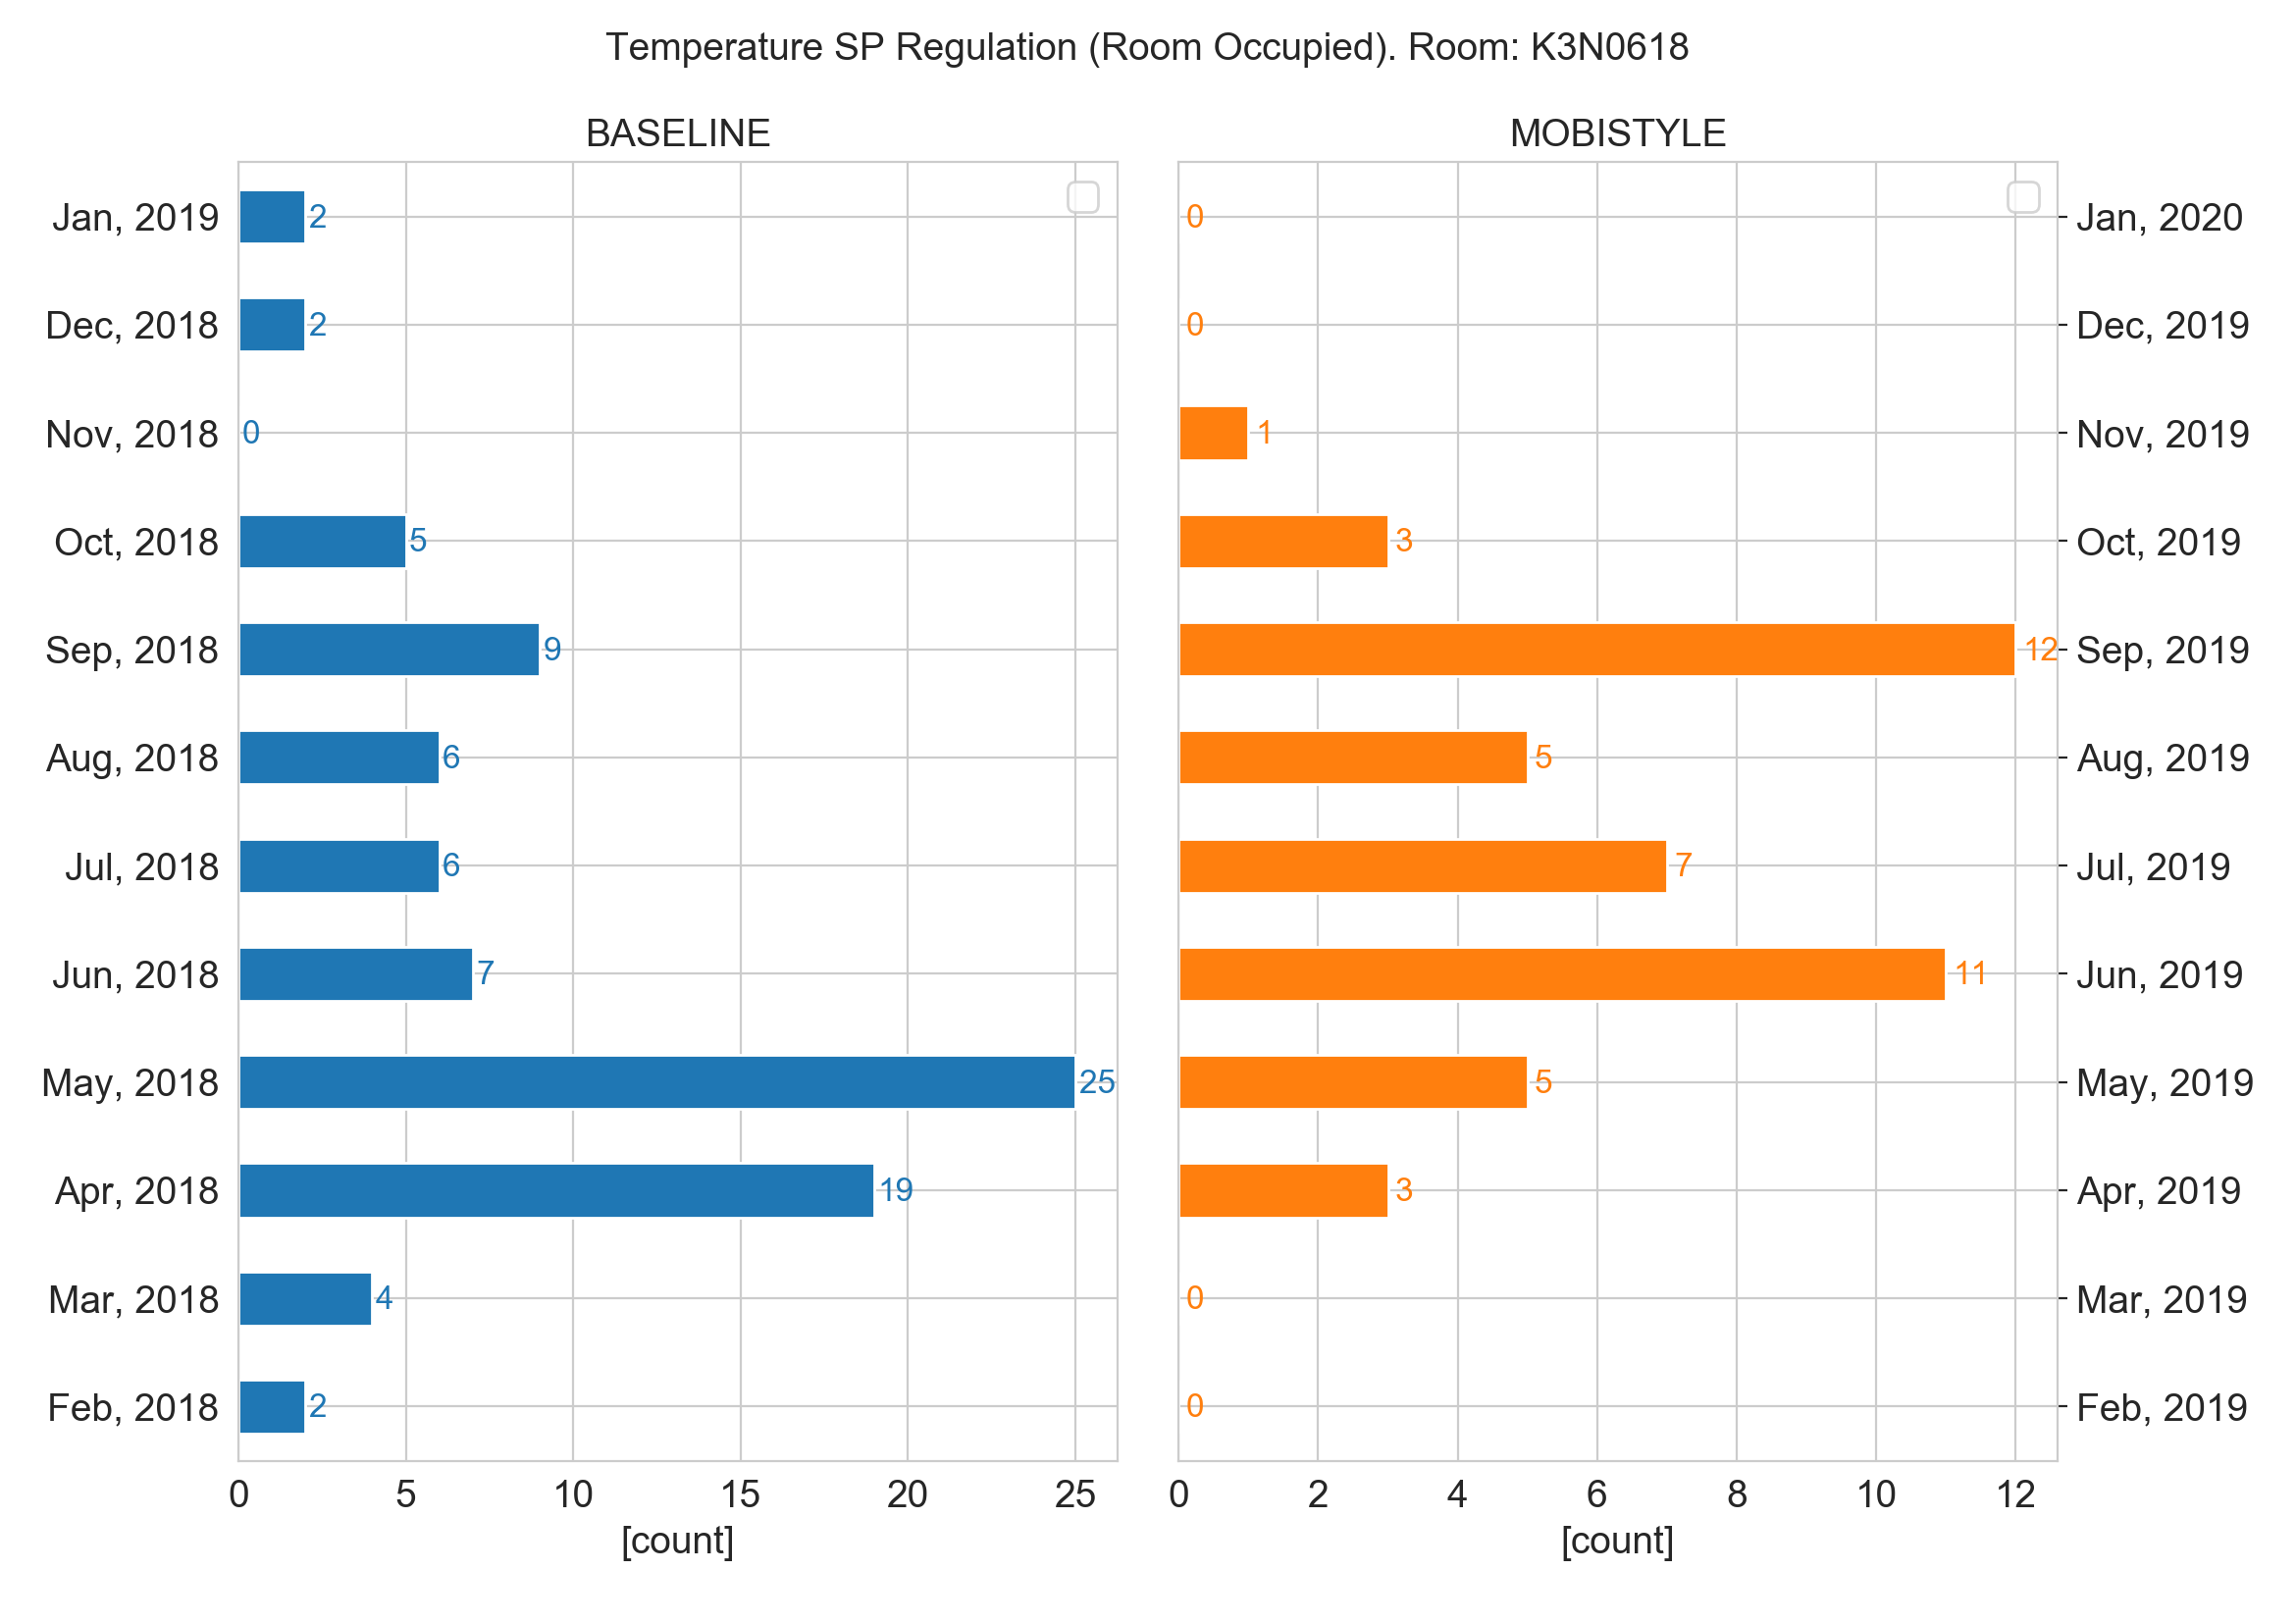 Temperature SP Regulation (Room Occupied). Room: K3N0618
BASELINE
Jan, 2019 2
Dec, 2018 2
Nov, 2018 0
Oct, 2018 5
Sep, 2018 9
Aug, 2018 6
Jul, 2018 6
Jun, 2018 7
May, 2018 25
Apr, 2018 19
Mar, 2018 4
Feb, 2018 2
0 5 10 15 20 25
[count]
MOBISTYLE
0 Jan, 2020
0 Dec, 2019
1 Nov, 2019
3 Oct, 2019
12 Sep, 2019
5 Aug, 2019
7 Jul, 2019
11 Jun, 2019
5 May, 2019
3 Apr, 2019
0 Mar, 2019
0 Feb, 2019
0 2 4 6 8 10 12
[count]